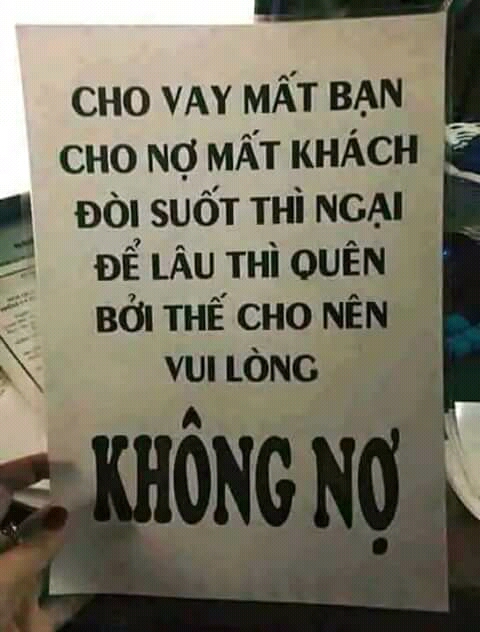 CHO VAY MẤT BẠN
CHO NỢ MẤT KHÁCH
ĐÒI SUỐT THÌ NGẠI
ĐỂ LÂU THÌ QUÊN
BỞI THẾ CHO NÊN
VUI LÒNG
KHÔNG NỢ